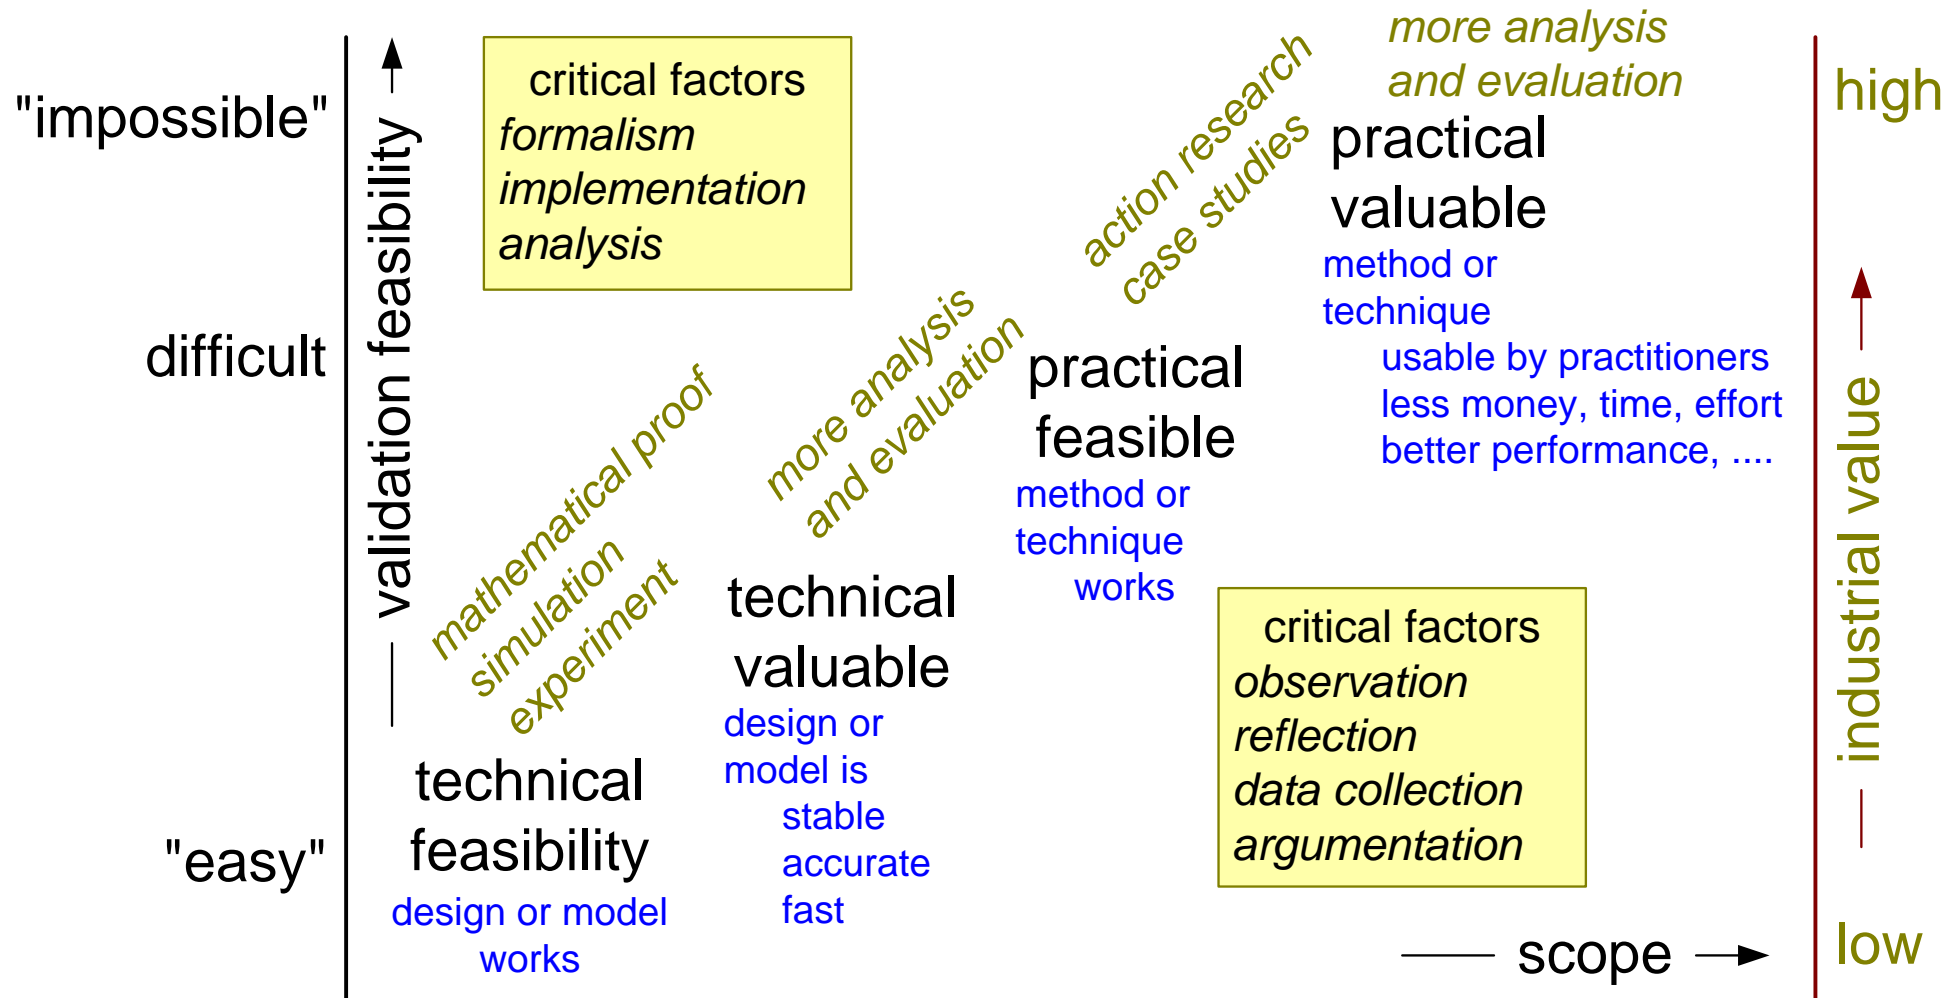 "impossible"
difficult
"easy"
validation feasibility
critical factors
formalism
implementation
analysis
mathematical proof
simulation
experiment
technical
feasibility
design or model
works
more analysis
and evaluation
technical
valuable
design or
model is
stable
accurate
fast
action research
case studies
practical
feasible
method or
technique
works
more analysis
and evaluation
practical
valuable
method or
technique
usable by practitioners
less money, time, effort
better performance, ....
critical factors
observation
reflection
data collection
argumentation
scope
high
industrial value
low